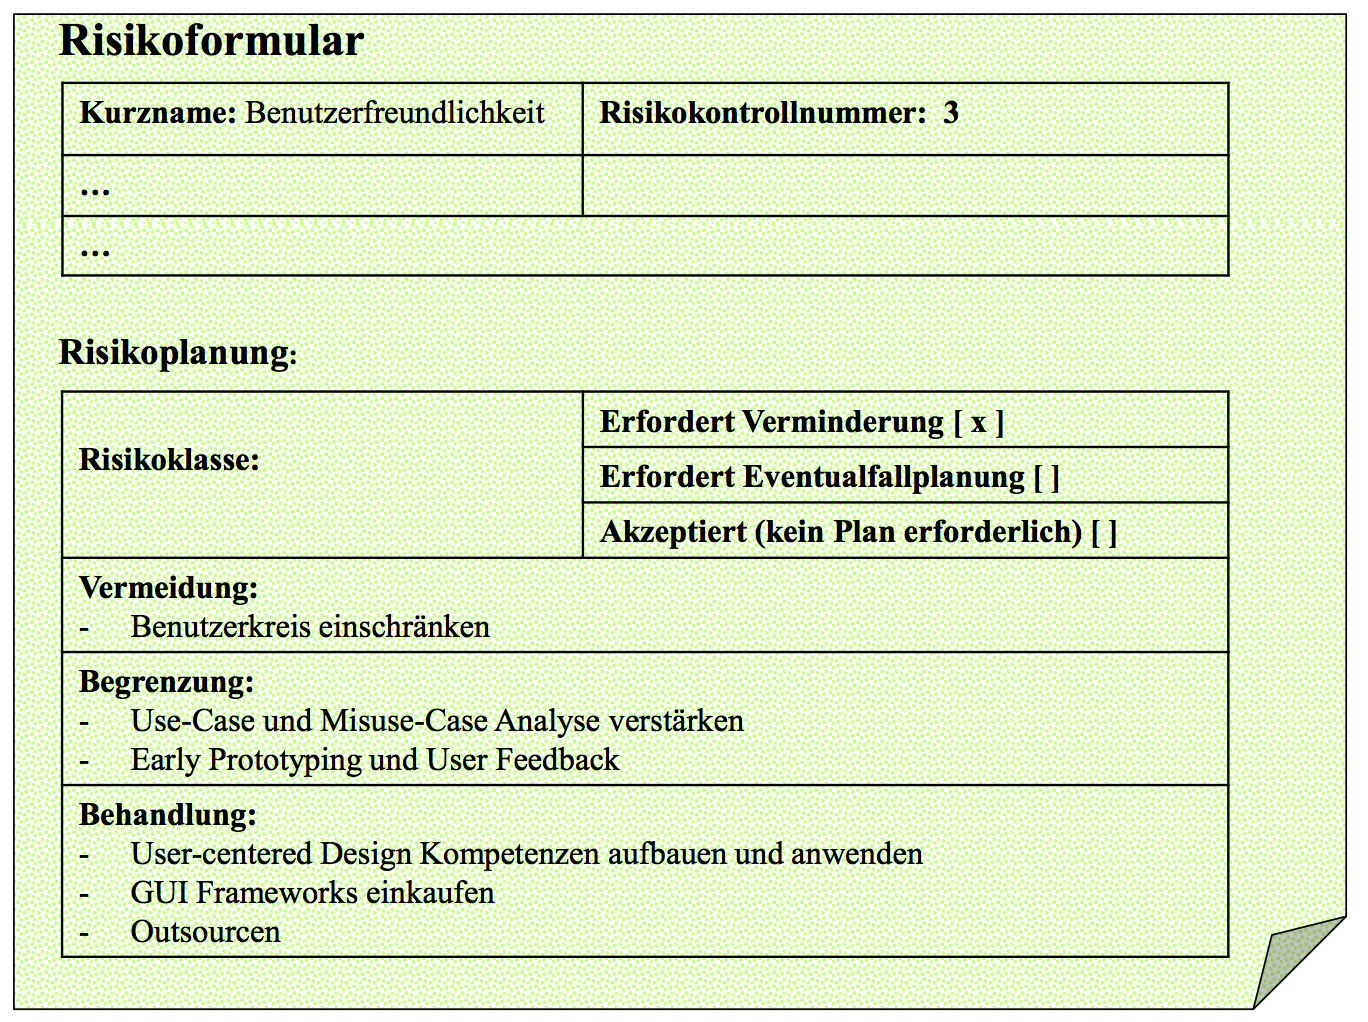 Risikoformular
Kurzname: Benutzerfreundlichkeit
Risikokontrollnummer: 3
...
...
Risikoplanung:
Risikoklasse:
Erfordert Verminderung [ x ]
Erfordert Eventualfallplanung [ ]
Akzeptiert (kein Plan erforderlich) [ ]
Vermeidung:
- Benutzerkreis einschränken
Begrenzung:
- Use-Case und Misuse-Case Analyse verstärken
- Early Prototyping und User Feedback
Behandlung:
- User-centered Design Kompetenzen aufbauen und anwenden
- GUI Frameworks einkaufen
- Outsourcen